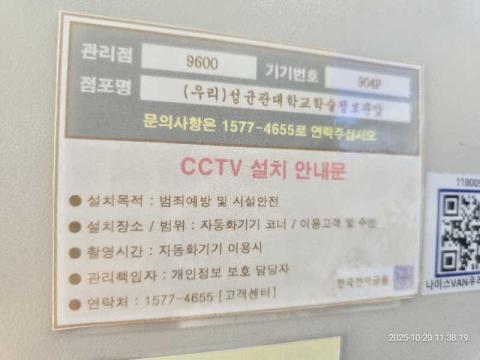 관리점 9600 기기번호 904P
점포명 (우리)성균관대학교학술정보관앞
문의사항은 1577-4655로 연락주십시오
CCTV 설치 안내문
● 설치목적 : 범죄예방 및 시설안전
● 설치장소 / 범위 : 자동화기기 코너 / 이용고객 및 주변
● 촬영시간 : 자동화기기 이용시
● 관리책임자 : 개인정보 보호 담당자
● 연락처 : 1577-4655 [고객센터]
한국전자금융
118009
나이스VAN우리
2025-10-20 11:38:19